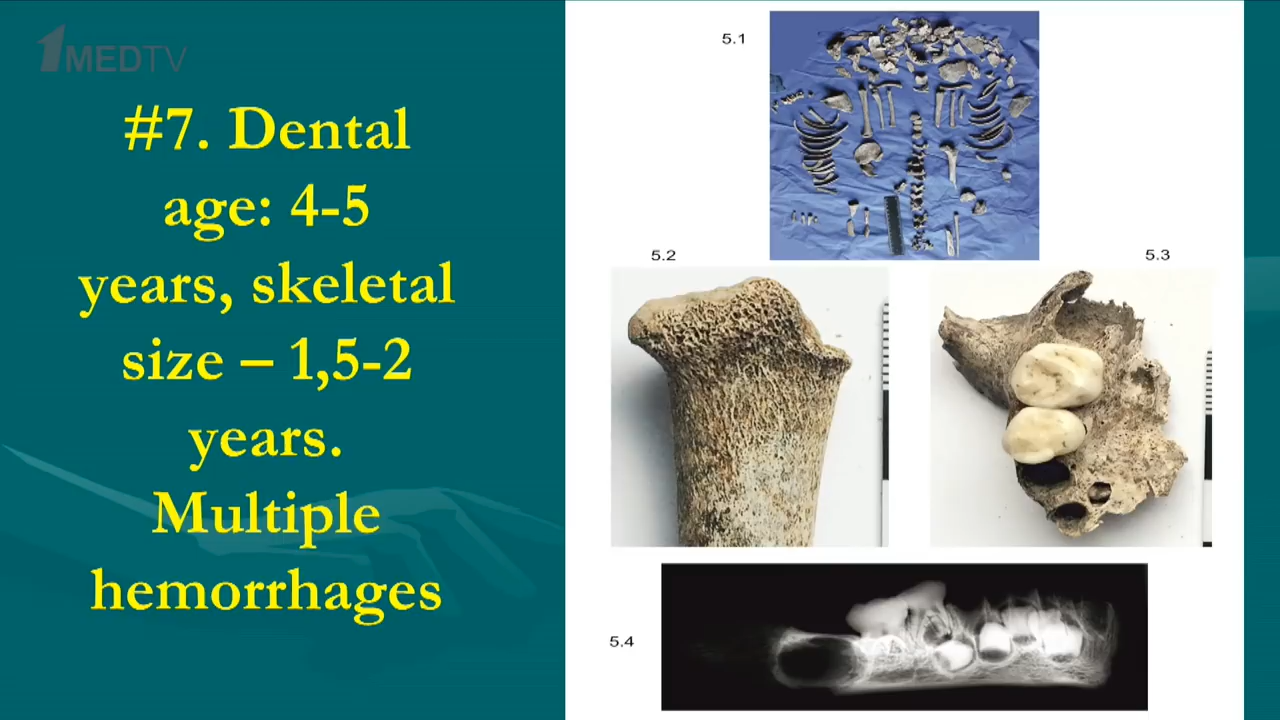 1MEDTV
#7. Dental
age: 4-5
years, skeletal
size – 1,5-2
years.
Multiple
hemorrhages
5.1
5.2
5.3
5.4